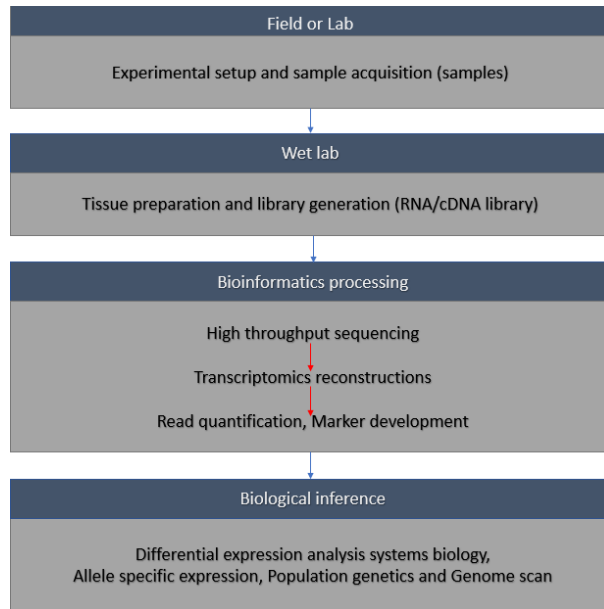 Field or Lab
Experimental setup and sample acquisition (samples)
Wet lab
Tissue preparation and library generation (RNA/cDNA library)
Bioinformatics processing
High throughput sequencing
Transcriptomics reconstructions
Read quantification, Marker development
Biological inference
Differential expression analysis systems biology,
Allele specific expression, Population genetics and Genome scan